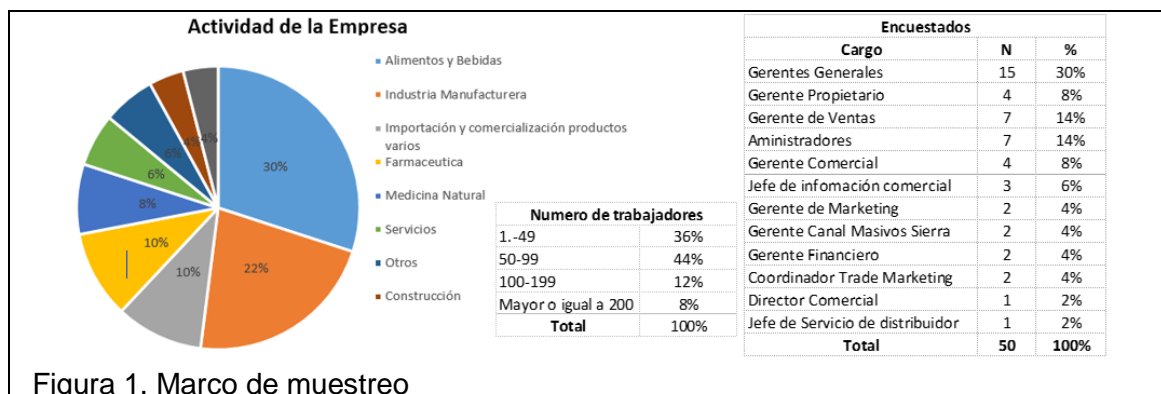 Actividad de la Empresa
30%
22%
10%
10%
8%
6%
6%
4%
4%
Alimentos y Bebidas
Industria Manufacturera
Importación y comercialización productos
varios
Farmaceutica
Medicina Natural
Servicios
Otros
Construcción
Numero de trabajadores
1.-49 36%
50-99 44%
100-199 12%
Mayor o igual a 200 8%
Total 100%
Encuestados
Cargo N %
Gerentes Generales 15 30%
Gerente Propietario 4 8%
Gerente de Ventas 7 14%
Aministradores 7 14%
Gerente Comercial 4 8%
Jefe de infomación comercial 3 6%
Gerente de Marketing 2 4%
Gerente Canal Masivos Sierra 2 4%
Gerente Financiero 2 4%
Coordinador Trade Marketing 2 4%
Director Comercial 1 2%
Jefe de Servicio de distribuidor 1 2%
Total 50 100%
Figura 1. Marco de muestreo